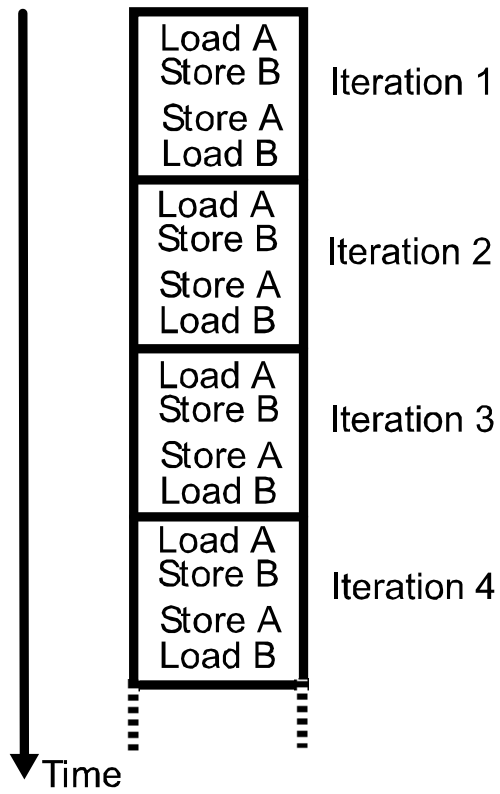 Load A
Store B
Iteration 1
Store A
Load B
Load A
Store B
Iteration 2
Store A
Load B
Load A
Store B
Iteration 3
Store A
Load B
Load A
Store B
Iteration 4
Store A
Load B
Time